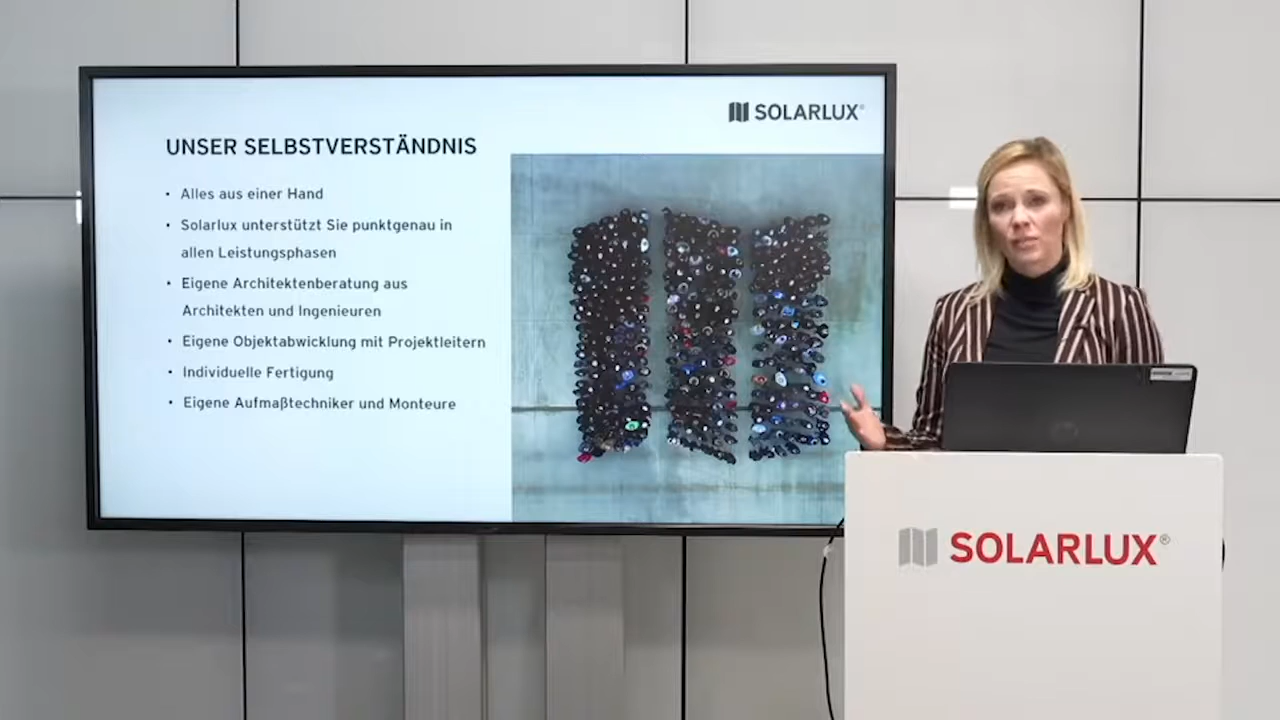 SOLARLUX®
UNSER SELBSTVERSTÄNDNIS
• Alles aus einer Hand
• Solarlux unterstützt Sie punktgenau in
allen Leistungsphasen
• Eigene Architektenberatung aus
Architekten und Ingenieuren
• Eigene Objektabwicklung mit Projektleitern
• Individuelle Fertigung
• Eigene Aufmaßtechniker und Monteure
SOLARLUX®